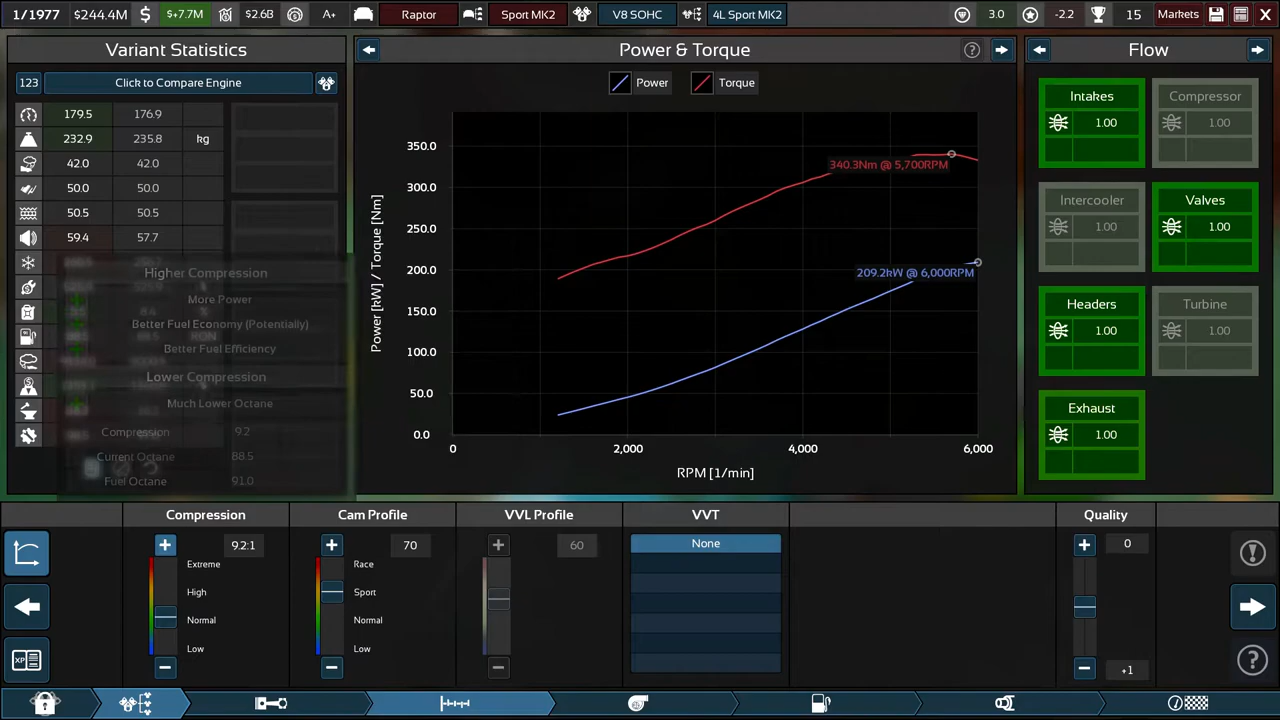 1/1977 $244.4M $+7.7M $2.6B A+ Raptor Sport MK2 V8 SOHC 4L Sport MK2 3.0 -2.2 15 Markets
Variant Statistics
123 Click to Compare Engine
179.5 176.9
232.9 235.8 kg
42.0 42.0
50.0 50.0
50.5 50.5
59.4 57.7
Higher Compression
More Power
Better Fuel Economy (Potentially)
Better Fuel Efficiency
Lower Compression
Much Lower Octane
Compression 9.2
Current Octane 88.5
Fuel Octane 91.0
Power & Torque
Power Torque
Power [kW] / Torque [Nm]
350.0
300.0
250.0
200.0
150.0
100.0
50.0
0.0
340.3Nm @ 5,700RPM
209.2kW @ 6,000RPM
0 2,000 4,000 6,000
RPM [1/min]
Flow
Intakes Compressor
1.00 1.00
Intercooler Valves
1.00 1.00
Headers Turbine
1.00 1.00
Exhaust
1.00
Compression
9.2:1
Extreme
High
Normal
Low
Cam Profile
70
Race
Sport
Normal
Low
VVL Profile
60
VVT
None
Quality
0
+1
XP